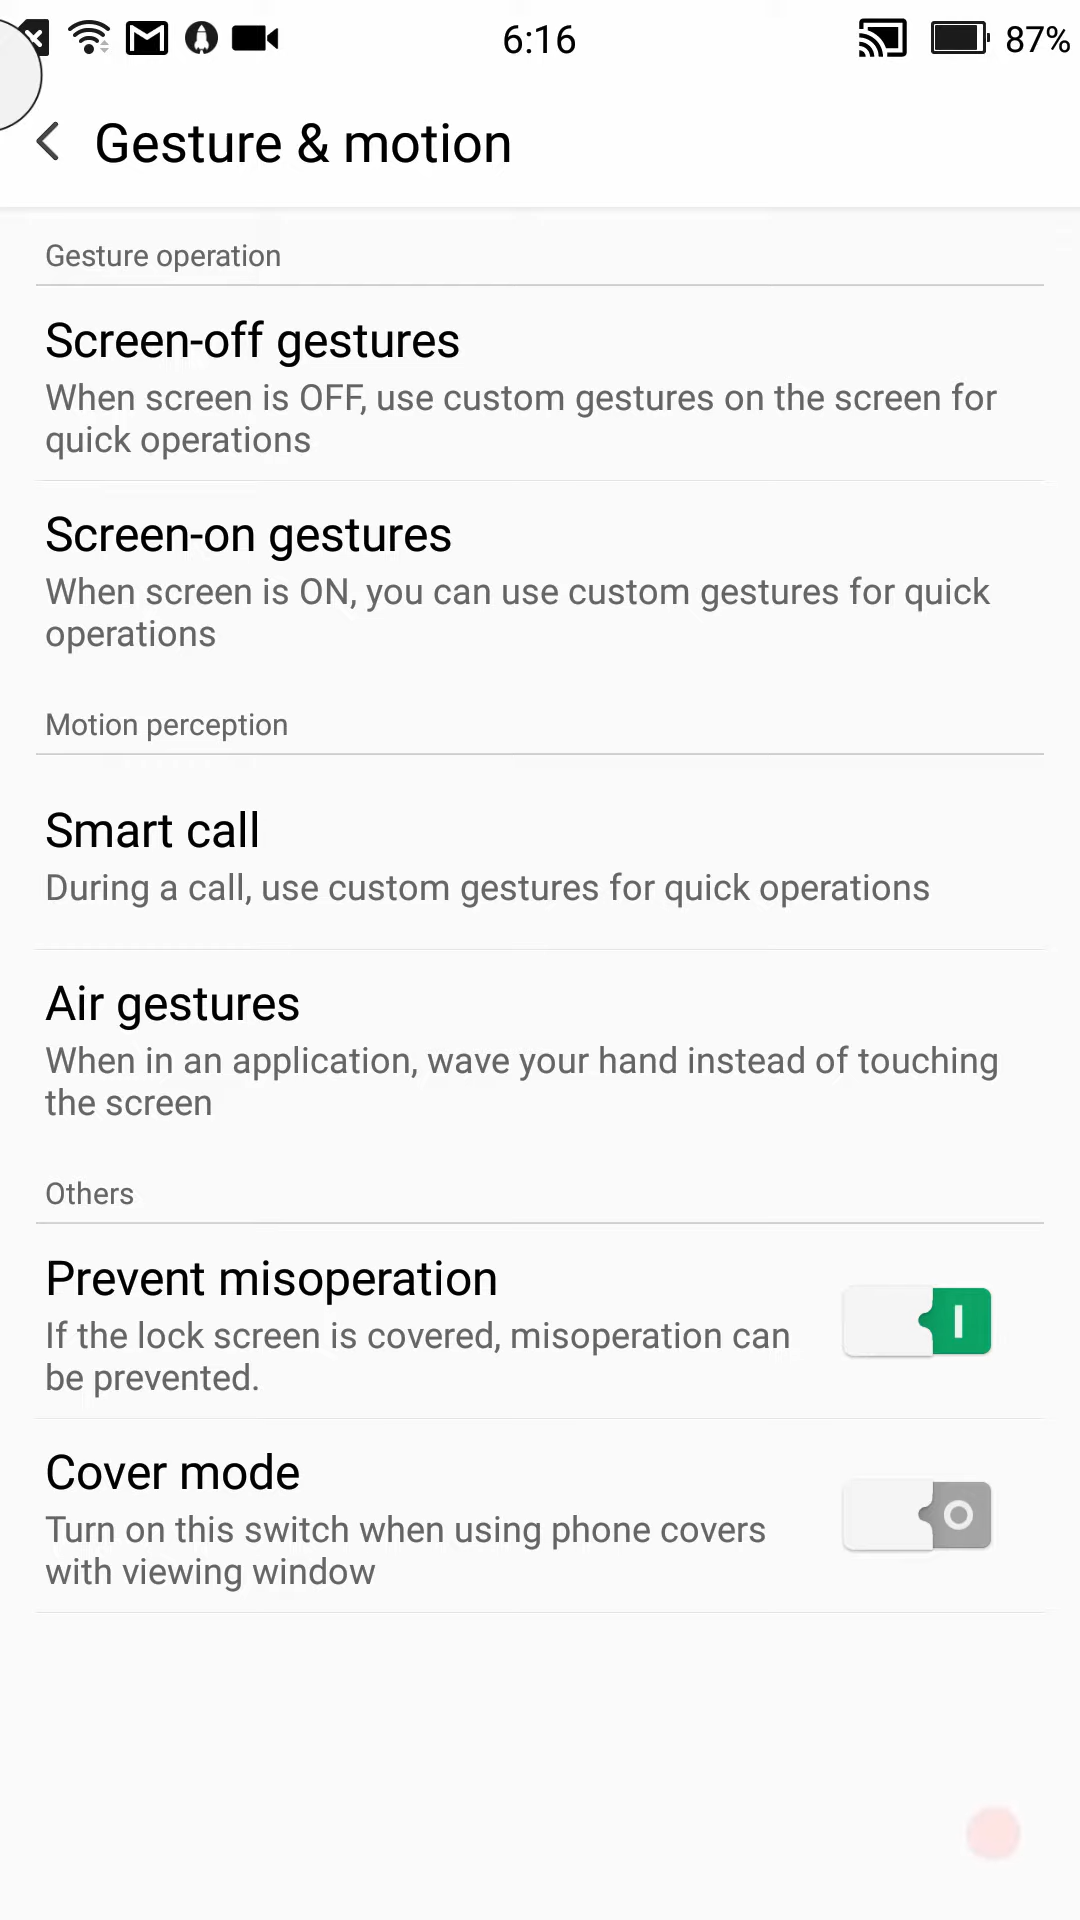 6:16
87%
Gesture & motion
Gesture operation
Screen-off gestures
When screen is OFF, use custom gestures on the screen for
quick operations
Screen-on gestures
When screen is ON, you can use custom gestures for quick
operations
Motion perception
Smart call
During a call, use custom gestures for quick operations
Air gestures
When in an application, wave your hand instead of touching
the screen
Others
Prevent misoperation
If the lock screen is covered, misoperation can
be prevented.
Cover mode
Turn on this switch when using phone covers
with viewing window